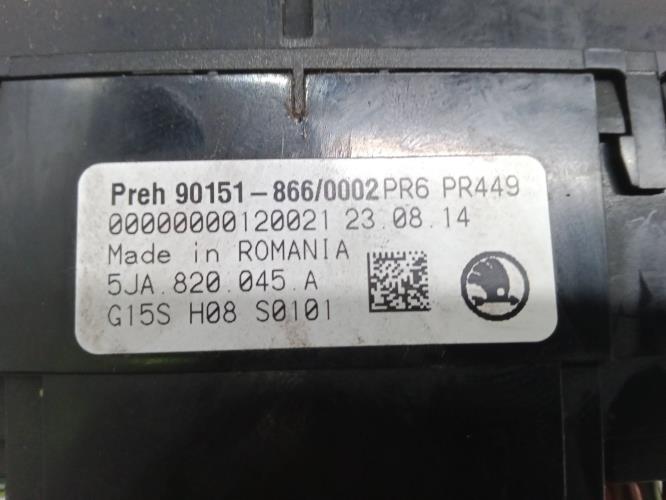 Preh 90151-866/0002PR6 PR449
00000000120021 23.08.14
Made in ROMANIA
5JA.820.045.A
G15S H08 S0101